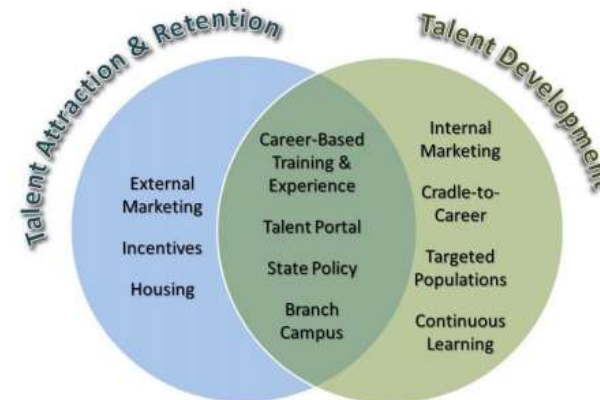 Talent Attraction & Retention
Talent Development
External
Marketing
Incentives
Housing
Career-Based
Training &
Experience
Talent Portal
State Policy
Branch
Campus
Internal
Marketing
Cradle-to-
Career
Targeted
Populations
Continuous
Learning